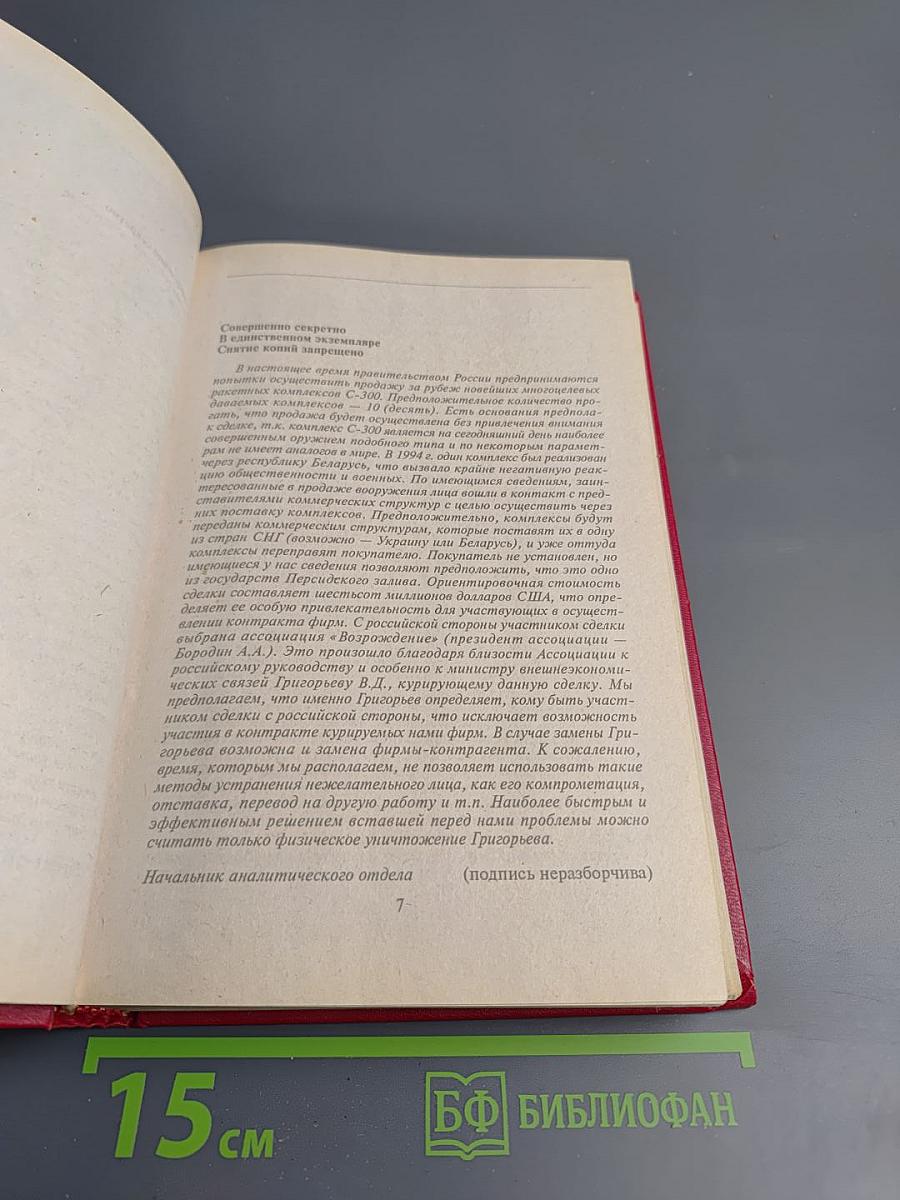 Совершенно секретно
В единственном экземпляре
Снятие копий запрещено
В настоящее время правительством России предпринимаются
попытки осуществить продажу за рубеж новейших многоцелевых
ракетных комплексов С-300. Предположительное количество про-
даваемых комплексов — 10 (десять). Есть основания предпола-
гать, что продажа будет осуществлена без привлечения внимания
к сделке, т.к. комплекс С-300 является на сегодняшний день наиболее
совершенным оружием подобного типа и по некоторым парамет-
рам не имеет аналогов в мире. В 1994 г. один комплекс был реализован
через республику Беларусь, что вызвало крайне негативную реак-
цию общественности и военных. По имеющимся сведениям, заин-
тересованные в продаже вооружения лица вошли в контакт с пред-
ставителями коммерческих структур с целью осуществить через
них поставку комплексов. Предположительно, комплексы будут
переданы коммерческим структурам, которые поставят их в одну
из стран СНГ (возможно — Украину или Беларусь), и уже оттуда
комплексы переправят покупателю. Покупатель не установлен, но
имеющиеся у нас сведения позволяют предположить, что это одно
из государств Персидского залива. Ориентировочная стоимость
сделки составляет шестьсот миллионов долларов США, что опре-
деляет ее особую привлекательность для участвующих в осущест-
влении контракта фирм. С российской стороны участником сделки
выбрана ассоциация «Возрождение» (президент ассоциации —
Бородин А.А.). Это произошло благодаря близости Ассоциации к
российскому руководству и особенно к министру внешнеэкономи-
ческих связей Григорьеву В.Д., курирующему данную сделку. Мы
предполагаем, что именно Григорьев определяет, кому быть участ-
ником сделки с российской стороны, что исключает возможность
участия в контракте курируемых нами фирм. В случае замены Гри-
горьева возможна и замена фирмы-контрагента. К сожалению,
время, которым мы располагаем, не позволяет использовать такие
методы устранения нежелательного лица, как его компрометация,
отставка, перевод на другую работу и т.п. Наиболее быстрым и
эффективным решением вставшей перед нами проблемы можно
считать только физическое уничтожение Григорьева.
Начальник аналитического отдела (подпись неразборчива)
7
15 см
БФ БИБЛИОФАН